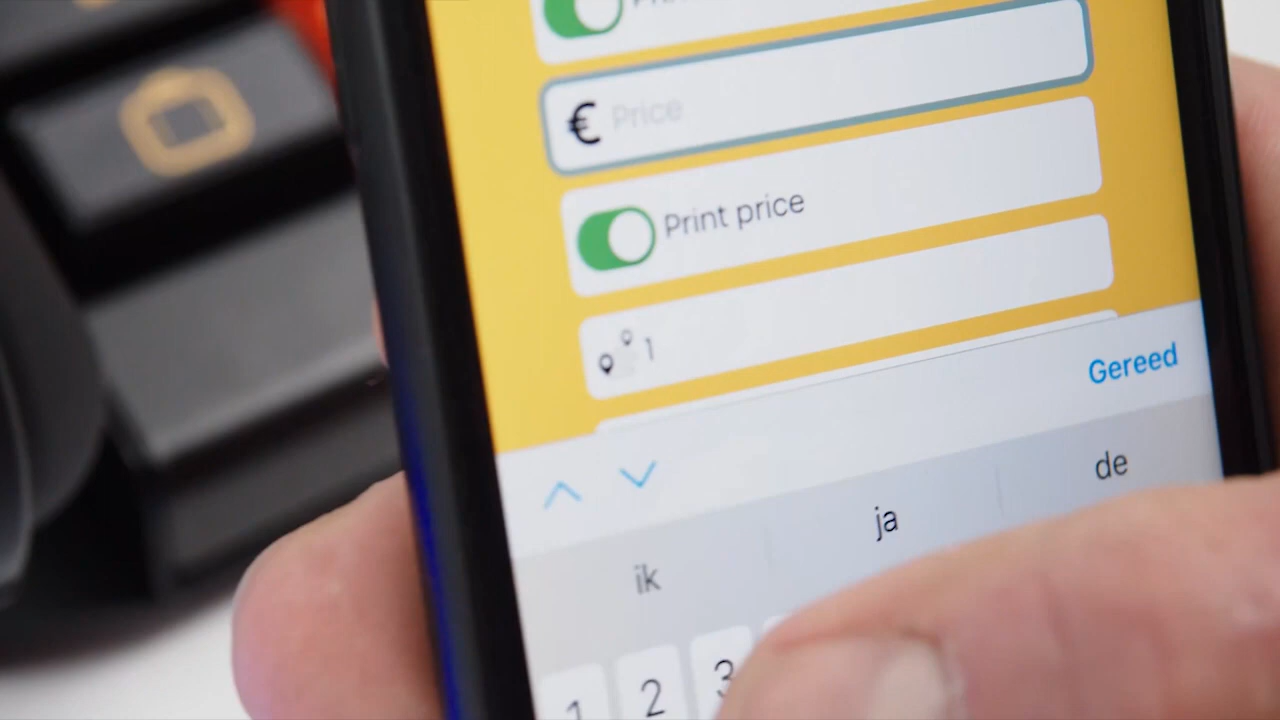 € Price
Print price
1
Gereed
ik ja de
1 2 3